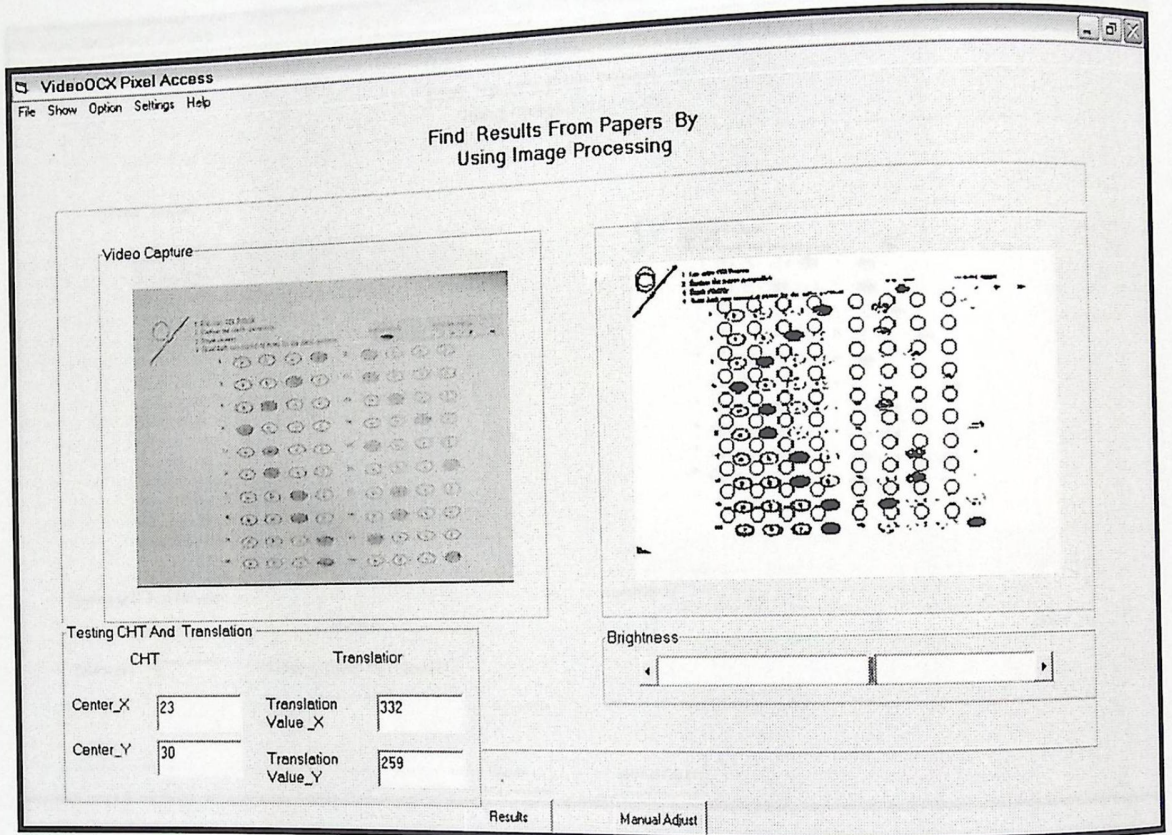 VideoOCX Pixel Access
File Show Option Settings Help
Find Results From Papers By
Using Image Processing
Video Capture
Testing CHT And Translation
CHT
Translatior
Center_X
23
Translation
Value_X
332
Center_Y
30
Translation
Value_Y
259
Brightness
Results
Manual Adjust